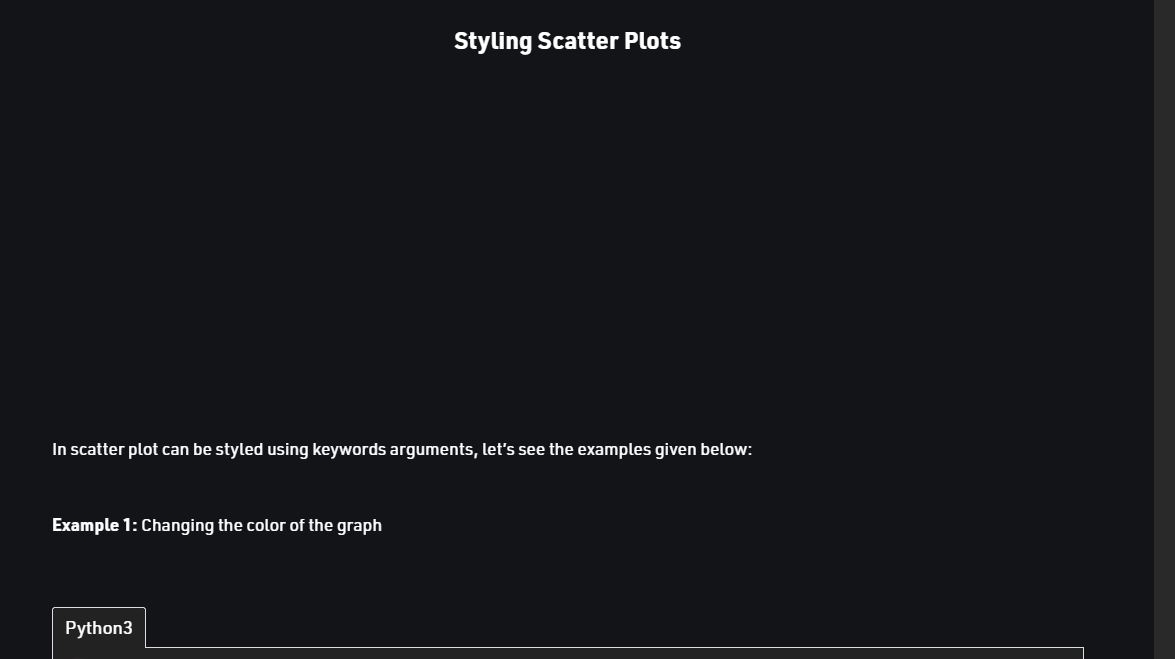 Styling Scatter Plots
In scatter plot can be styled using keywords arguments, let’s see the examples given below:
Example 1: Changing the color of the graph
Python3